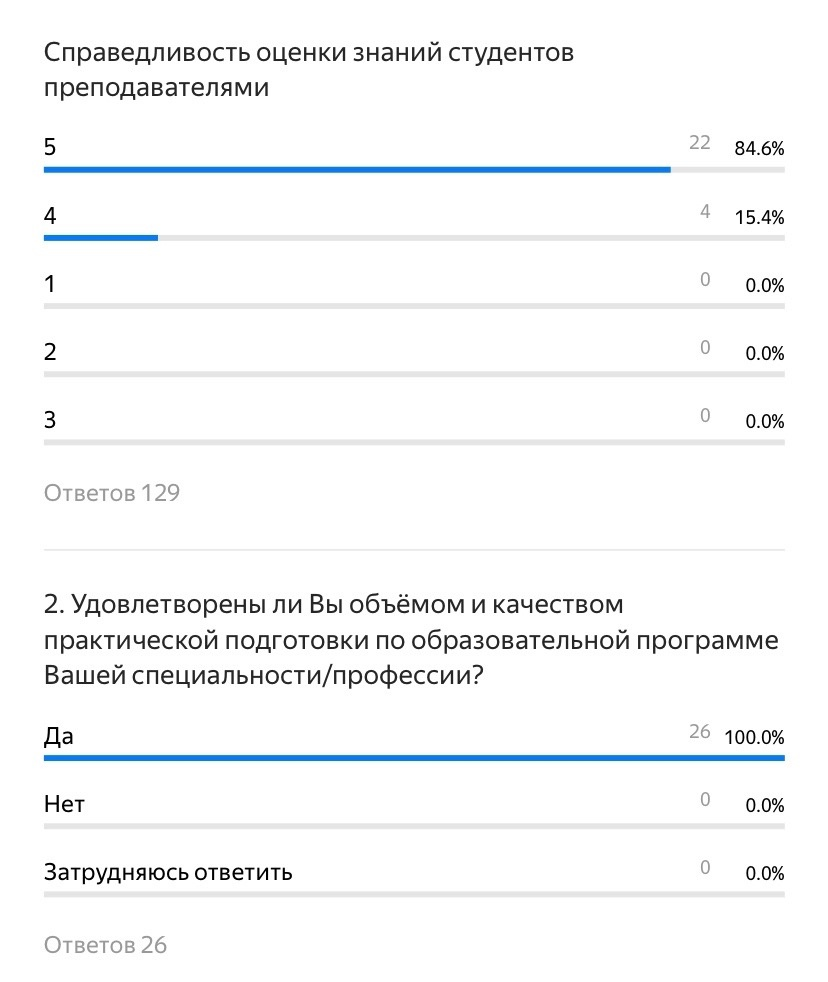 Справедливость оценки знаний студентов
преподавателями
5 22 84.6%
4 4 15.4%
1 0 0.0%
2 0 0.0%
3 0 0.0%
Ответов 129
2. Удовлетворены ли Вы объёмом и качеством
практической подготовки по образовательной программе
Вашей специальности/профессии?
Да 26 100.0%
Нет 0 0.0%
Затрудняюсь ответить 0 0.0%
Ответов 26